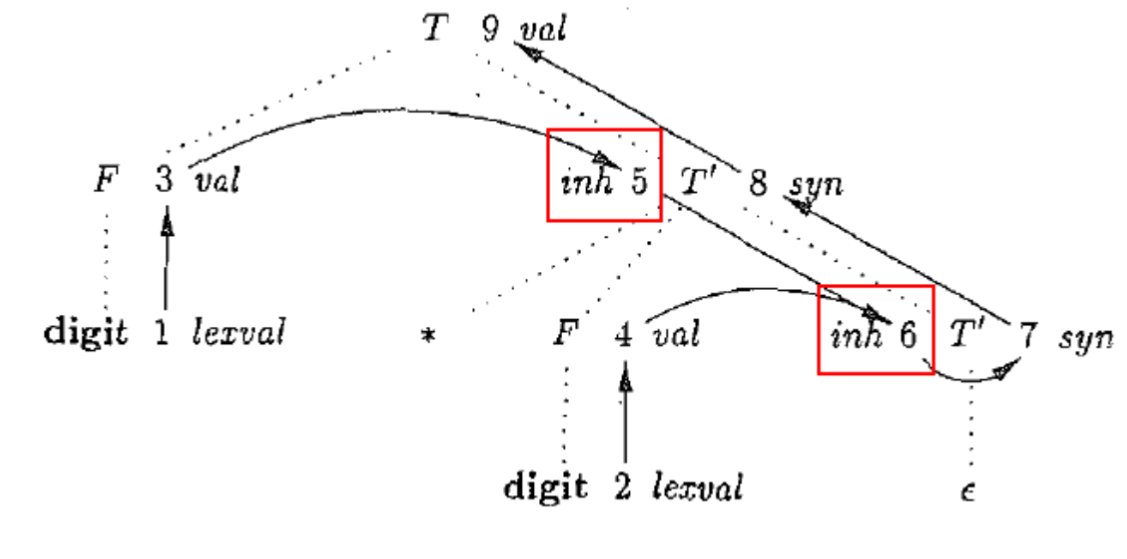 T 9 val
F 3 val inh 5 T′ 8 syn
digit 1 lexval * F 4 val inh 6 T′ 7 syn
digit 2 lexval ϵ